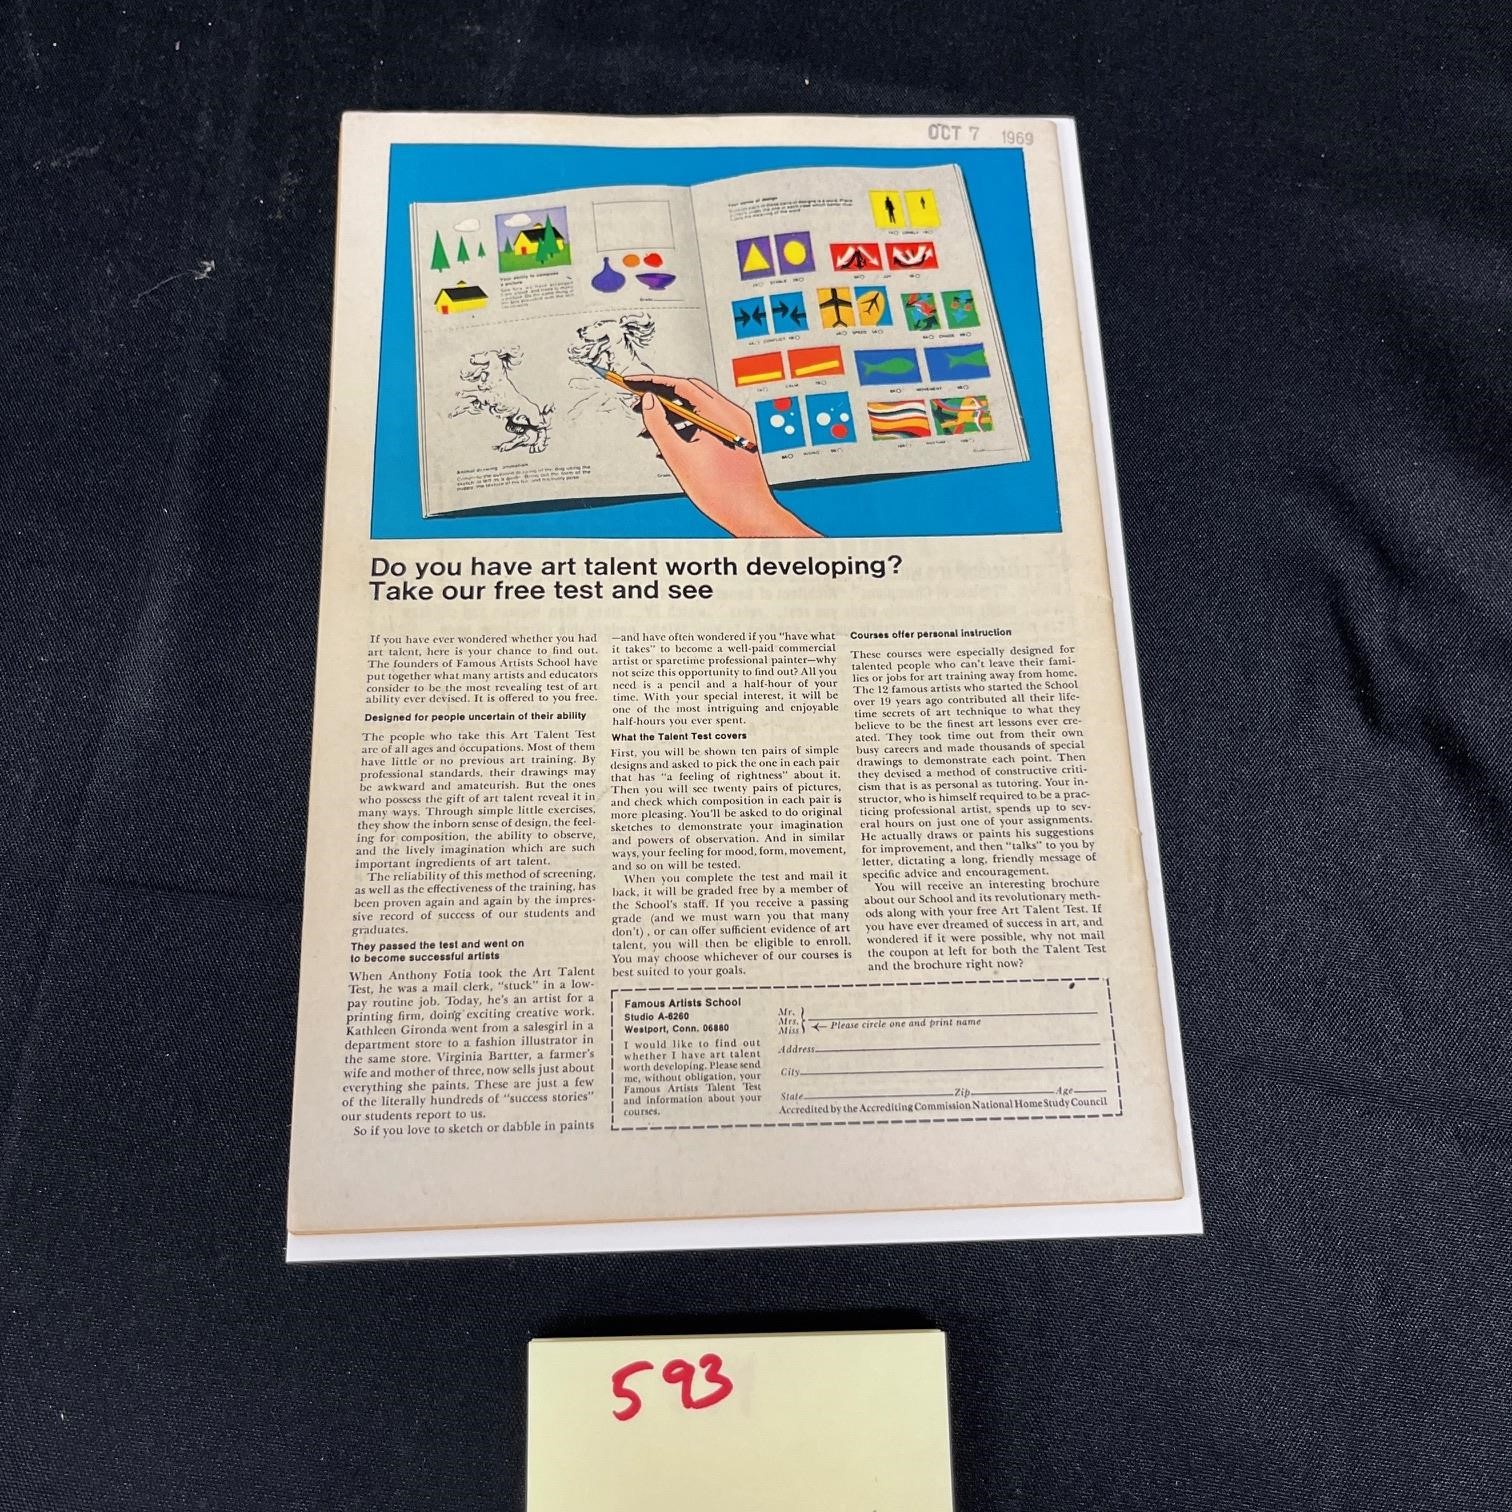 OCT 7 1969
Your ability to compose
a picture
Your sense of design
Animal drawing animation
Do you have art talent worth developing?
Take our free test and see
If you have ever wondered whether you had
art talent, here is your chance to find out.
The founders of Famous Artists School have
put together what many artists and educators
consider to be the most revealing test of art
ability ever devised. It is offered to you free.
Designed for people uncertain of their ability
The people who take this Art Talent Test
are of all ages and occupations. Most of them
have little or no previous art training. By
professional standards, their drawings may
be awkward and amateurish. But the ones
who possess the gift of art talent reveal it in
many ways. Through simple little exercises,
they show the inborn sense of design, the feel-
ing for composition, the ability to observe,
and the lively imagination which are such
important ingredients of art talent.
The reliability of this method of screening,
as well as the effectiveness of the training, has
been proven again and again by the impres-
sive record of success of our students and
graduates.
They passed the test and went on
to become successful artists
When Anthony Fotia took the Art Talent
Test, he was a mail clerk, "stuck" in a low-
pay routine job. Today, he's an artist for a
printing firm, doing exciting creative work.
Kathleen Gironda went from a salesgirl in a
department store to a fashion illustrator in
the same store. Virginia Bartter, a farmer's
wife and mother of three, now sells just about
everything she paints. These are just a few
of the literally hundreds of "success stories"
our students report to us.
So if you love to sketch or dabble in paints
—and have often wondered if you "have what
it takes" to become a well-paid commercial
artist or sparetime professional painter—why
not seize this opportunity to find out? All you
need is a pencil and a half-hour of your
time. With your special interest, it will be
one of the most intriguing and enjoyable
half-hours you ever spent.
What the Talent Test covers
First, you will be shown ten pairs of simple
designs and asked to pick the one in each pair
that has "a feeling of rightness" about it.
Then you will see twenty pairs of pictures,
and check which composition in each pair is
more pleasing. You'll be asked to do original
sketches to demonstrate your imagination
and powers of observation. And in similar
ways, your feeling for mood, form, movement,
and so on will be tested.
When you complete the test and mail it
back, it will be graded free by a member of
the School's staff. If you receive a passing
grade (and we must warn you that many
don't), or can offer sufficient evidence of art
talent, you will then be eligible to enroll.
You may choose whichever of our courses is
best suited to your goals.
Courses offer personal instruction
These courses were especially designed for
talented people who can't leave their fami-
lies or jobs for art training away from home.
The 12 famous artists who started the School
over 19 years ago contributed all their life-
time secrets of art technique to what they
believe to be the finest art lessons ever cre-
ated. They took time out from their own
busy careers and made thousands of special
drawings to demonstrate each point. Then
they devised a method of constructive criti-
cism that is as personal as tutoring. Your in-
structor, who is himself required to be a prac-
ticing professional artist, spends up to sev-
eral hours on just one of your assignments.
He actually draws or paints his suggestions
for improvement, and then "talks" to you by
letter, dictating a long, friendly message of
specific advice and encouragement.
You will receive an interesting brochure
about our School and its revolutionary meth-
ods along with your free Art Talent Test. If
you have ever dreamed of success in art, and
wondered if it were possible, why not mail
the coupon at left for both the Talent Test
and the brochure right now?
Famous Artists School
Studio A-6260
Westport, Conn. 06880
I would like to find out
whether I have art talent
worth developing. Please send
me, without obligation, your
Famous Artists Talent Test
and information about your
courses.
Mr.
Mrs.
Miss
Please circle one and print name
Address
City
State Zip Age
Accredited by the Accrediting Commission National Home Study Council
593